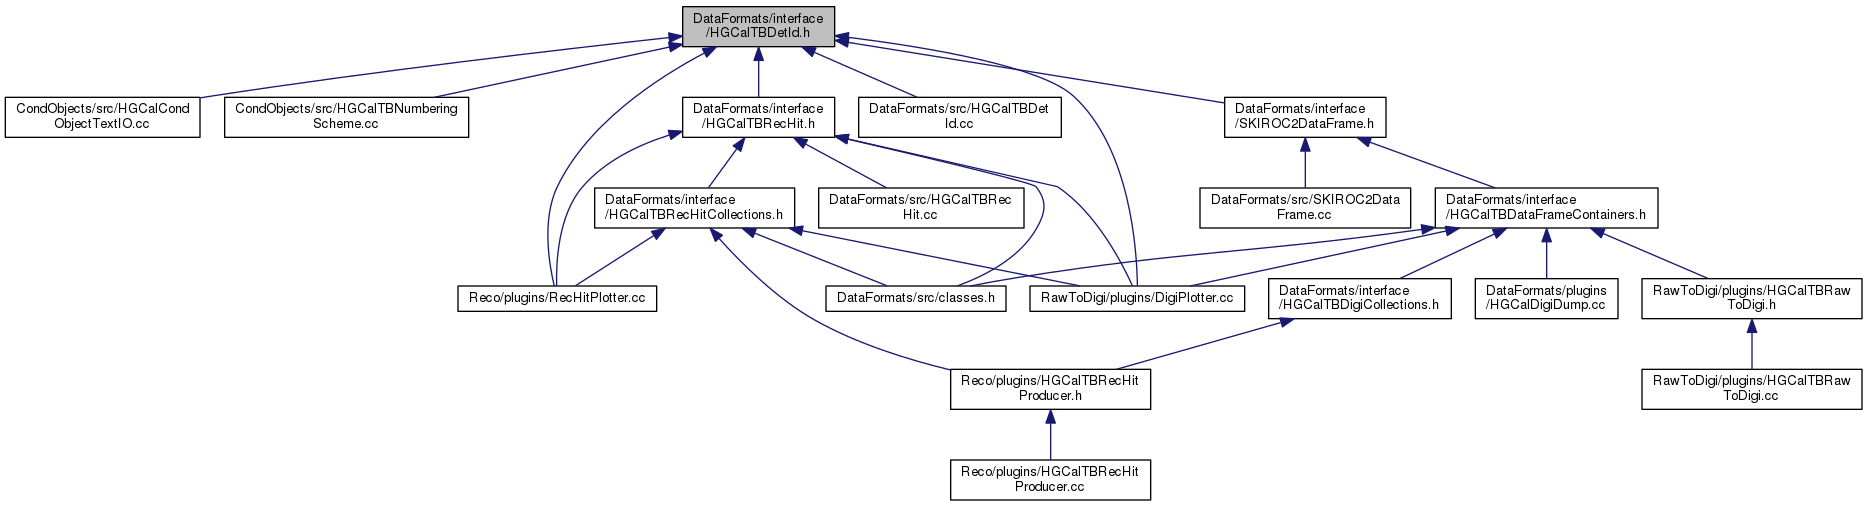 DataFormats/interface
/HGCalTBDetId.h
CondObjects/src/HGCalCond
ObjectTextIO.cc
CondObjects/src/HGCalTBNumbering
Scheme.cc
DataFormats/interface
/HGCalTBRecHit.h
DataFormats/src/HGCalTBDet
Id.cc
DataFormats/interface
/SKIROC2DataFrame.h
DataFormats/interface
/HGCalTBRecHitCollections.h
DataFormats/src/HGCalTBRec
Hit.cc
DataFormats/src/SKIROC2Data
Frame.cc
DataFormats/interface
/HGCalTBDataFrameContainers.h
Reco/plugins/RecHitPlotter.cc
DataFormats/src/classes.h
RawToDigi/plugins/DigiPlotter.cc
DataFormats/interface
/HGCalTBDigiCollections.h
DataFormats/plugins
/HGCalDigiDump.cc
RawToDigi/plugins/HGCalTBRaw
ToDigi.h
Reco/plugins/HGCalTBRecHit
Producer.h
RawToDigi/plugins/HGCalTBRaw
ToDigi.cc
Reco/plugins/HGCalTBRecHit
Producer.cc